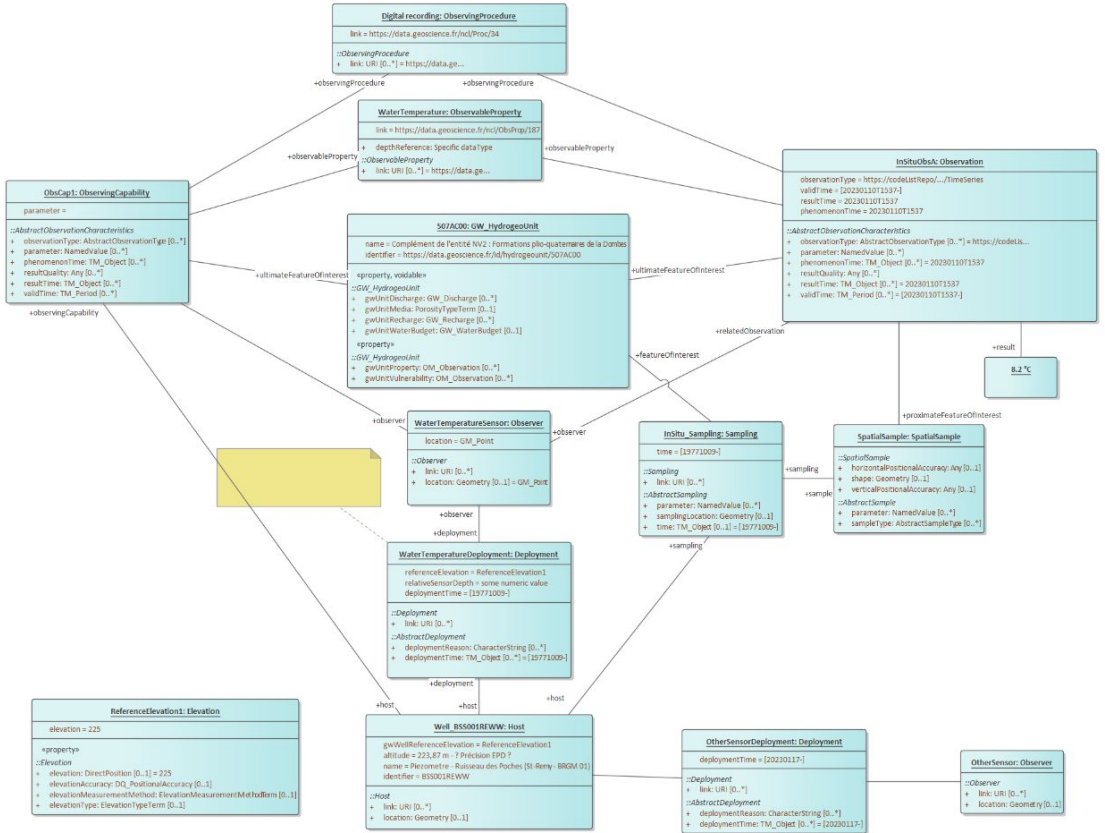 Digital recording: ObservingProcedure
link = https://data.geoscience.fr/ncl/Proc/34
::ObservingProcedure
+ link: URI [0..*] = https://data.ge...
+observingProcedure
+observingProcedure
WaterTemperature: ObservableProperty
link = https://data.geoscience.fr/ncl/ObsProp/187
+ depthReference: Specific dataType
::ObservableProperty
+ link: URI [0..*] = https://data.ge...
+observableProperty
+observableProperty
InSituObsA: Observation
observationType = https://codeListRepo/.../TimeSeries
validTime = [20230110T1537-]
resultTime = 20230110T1537
phenomenonTime = 20230110T1537
::AbstractObservationCharacteristics
+ observationType: AbstractObservationType [0..*] = https://codeLis...
+ parameter: NamedValue [0..*]
+ phenomenonTime: TM_Object [0..*] = 20230110T1537
+ resultQuality: Any [0..*]
+ resultTime: TM_Object [0..*] = 20230110T1537
+ validTime: TM_Period [0..*] = [20230110T1537-]
ObsCap1: ObservingCapability
parameter =
::AbstractObservationCharacteristics
+ observationType: AbstractObservationType [0..*]
+ parameter: NamedValue [0..*]
+ phenomenonTime: TM_Object [0..*]
+ resultQuality: Any [0..*]
+ resultTime: TM_Object [0..*]
+ validTime: TM_Period [0..*]
+observingCapability
507AC00: GW_HydrogeoUnit
name = Complément de l'entité NV2 : Formations plio-quaternaires de la Dombes
identifier = https://data.geoscience.fr/id/hydrogeounit/507AC00
«property, voidable»
::GW_HydrogeoUnit
+ gwUnitDischarge: GW_Discharge [0..*]
+ gwUnitMedia: PorosityTypeTerm [0..1]
+ gwUnitRecharge: GW_Recharge [0..*]
+ gwUnitWaterBudget: GW_WaterBudget [0..1]
«property»
::GW_HydrogeoUnit
+ gwUnitProperty: OM_Observation [0..*]
+ gwUnitVulnerability: OM_Observation [0..*]
+ultimateFeatureOfInterest
+ultimateFeatureOfInterest
+relatedObservation
+result
8.2 °C
+featureOfInterest
+proximateFeatureOfInterest
+observer
WaterTemperatureSensor: Observer
location = GM_Point
::Observer
+ link: URI [0..*]
+ location: Geometry [0..1] = GM_Point
+observer
InSitu_Sampling: Sampling
time = [19771009-]
::Sampling
+ link: URI [0..*]
::AbstractSampling
+ parameter: NamedValue [0..*]
+ samplingLocation: Geometry [0..1]
+ time: TM_Object [0..1] = [19771009-]
+sampling
SpatialSample: SpatialSample
::SpatialSample
+ horizontalPositionalAccuracy: Any [0..1]
+ shape: Geometry [0..1]
+ verticalPositionalAccuracy: Any [0..1]
::AbstractSample
+ parameter: NamedValue [0..*]
+ sampleType: AbstractSampleType [0..*]
+sampling
+sample
+observer
+deployment
WaterTemperatureDeployment: Deployment
referenceElevation = ReferenceElevation1
relativeSensorDepth = some numeric value
deploymentTime = [19771009-]
::Deployment
+ link: URI [0..*]
::AbstractDeployment
+ deploymentReason: CharacterString [0..*]
+ deploymentTime: TM_Object [0..*] = [19771009-]
+deployment
+host
+host
+host
ReferenceElevation1: Elevation
elevation = 225
«property»
::Elevation
+ elevation: DirectPosition [0..1] = 225
+ elevationAccuracy: DQ_PositionalAccuracy [0..1]
+ elevationMeasurementMethod: ElevationMeasurementMethodTerm [0..1]
+ elevationType: ElevationTypeTerm [0..1]
Well_BSS001REWW: Host
gwWellReferenceElevation = ReferenceElevation1
altitude = 223,87 m - ? Précision EPD ?
name = Piezometre - Ruisseau des Poches (St-Remy - BRGM 01)
identifier = BSS001REWW
::Host
+ link: URI [0..*]
+ location: Geometry [0..1]
OtherSensorDeployment: Deployment
deploymentTime = [20230117-]
::Deployment
+ link: URI [0..*]
::AbstractDeployment
+ deploymentReason: CharacterString [0..*]
+ deploymentTime: TM_Object [0..*] = [20230117-]
OtherSensor: Observer
::Observer
+ link: URI [0..*]
+ location: Geometry [0..1]